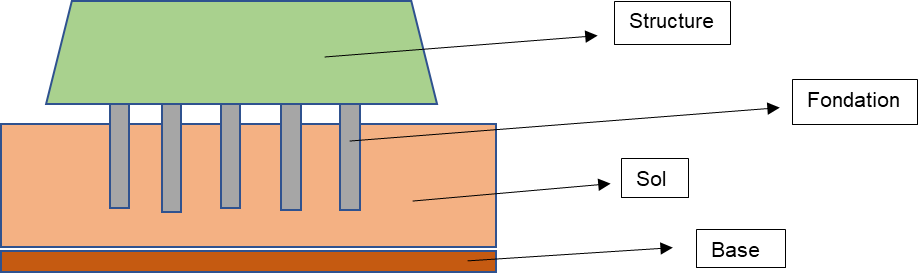 Structure
Fondation
Sol
Base